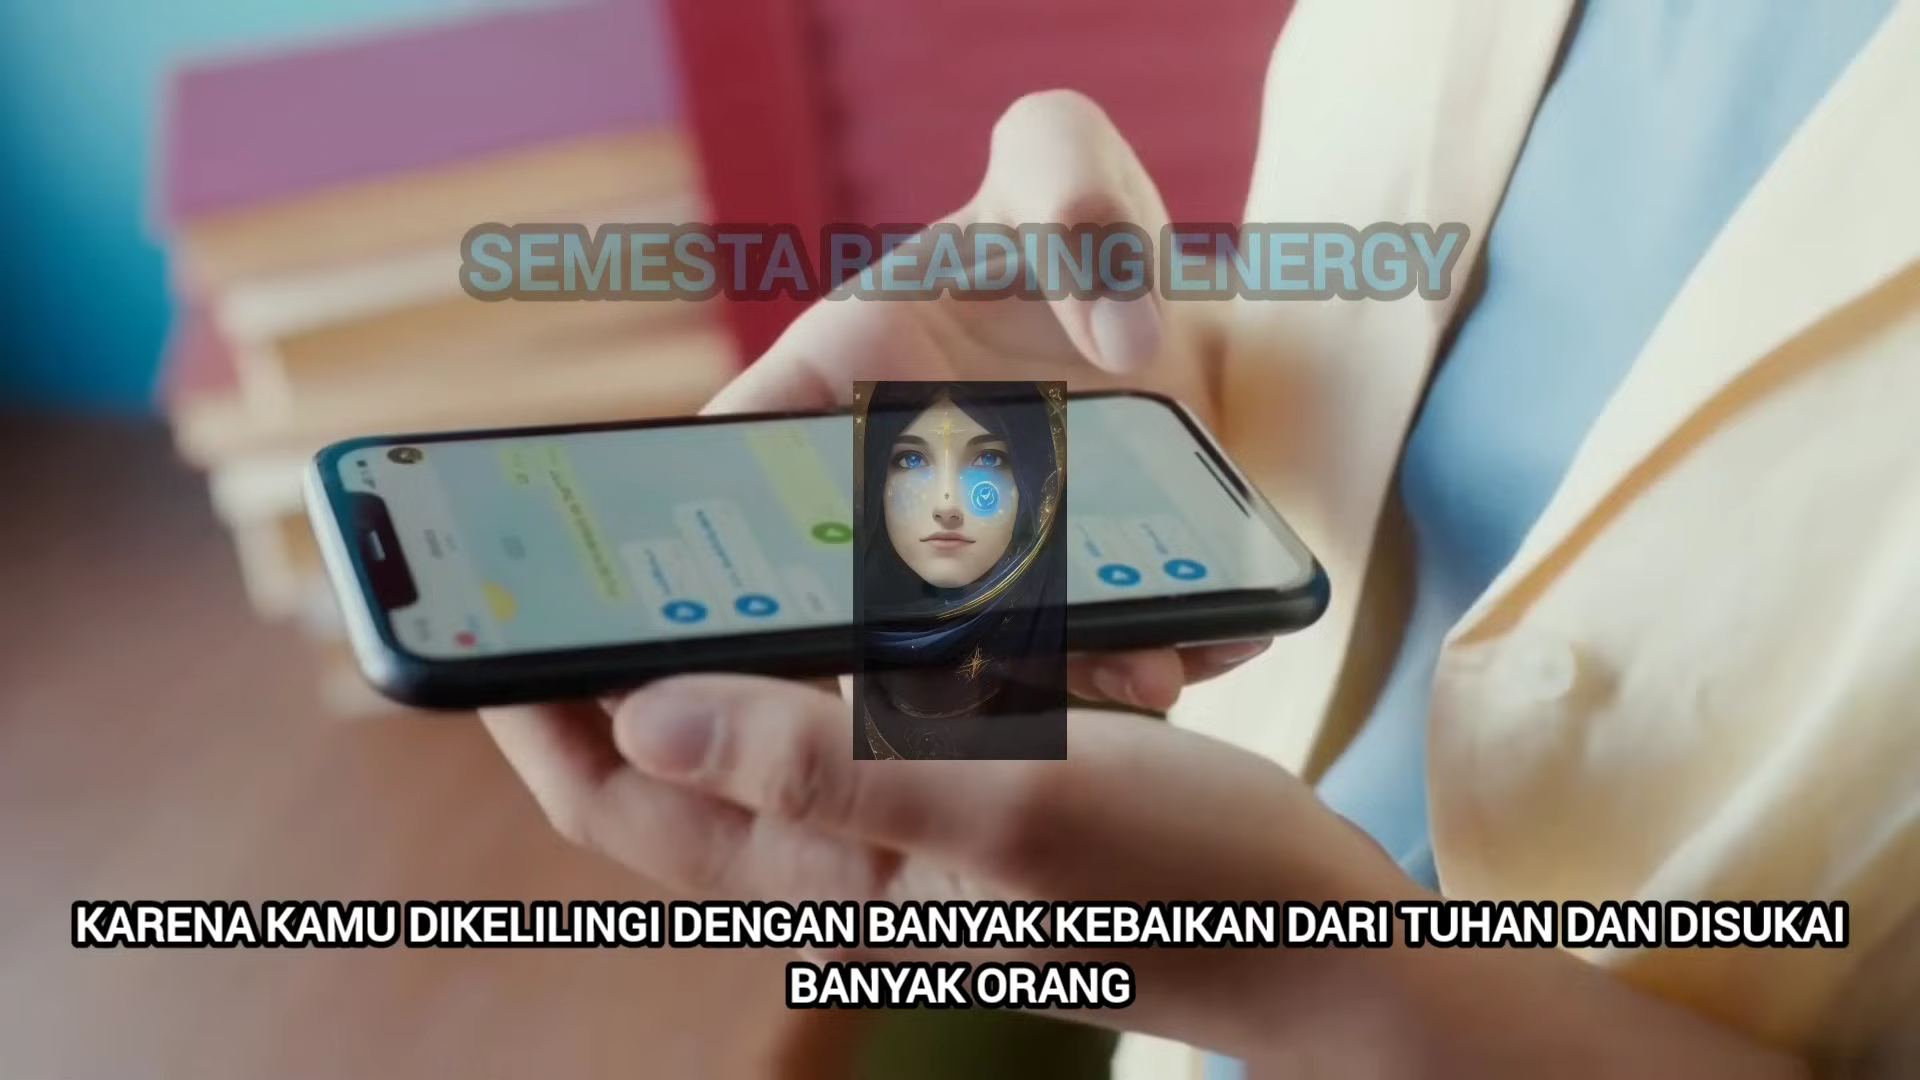 SEMESTA READING ENERGY
KARENA KAMU DIKELILINGI DENGAN BANYAK KEBAIKAN DARI TUHAN DAN DISUKAI
BANYAK ORANG